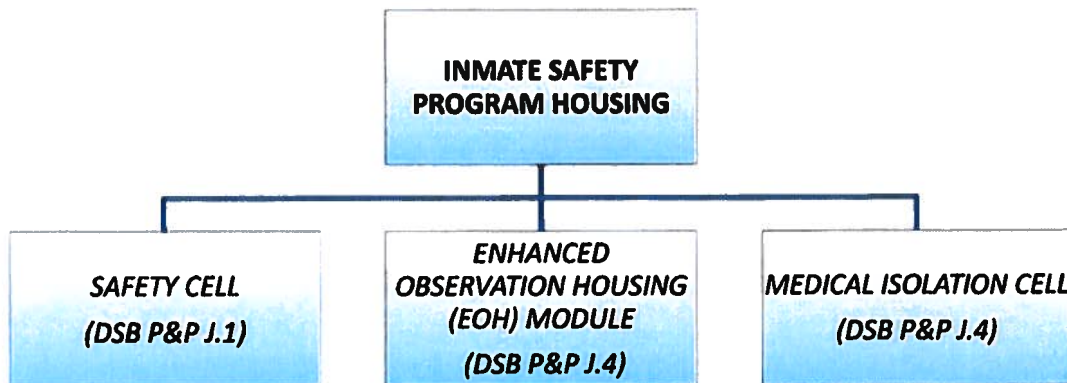 INMATE SAFETY
PROGRAM HOUSING
SAFETY CELL
(DSB P&P J.1)
ENHANCED
OBSERVATION HOUSING
(EOH) MODULE
(DSB P&P J.4)
MEDICAL ISOLATION CELL
(DSB P&P J.4)